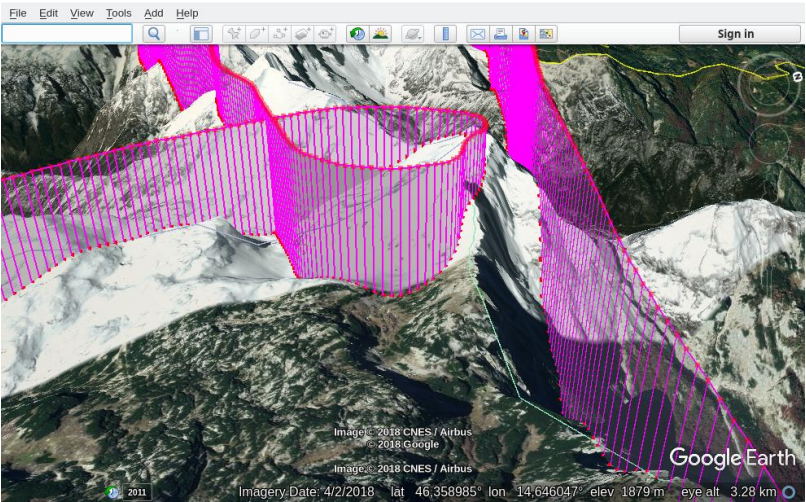 File Edit View Tools Add Help
Sign in
Image © 2018 CNES / Airbus
© 2018 Google
Image © 2018 CNES / Airbus
Google Earth
2011 Imagery Date: 4/2/2018 lat 46,358985° lon 14,646047° elev 1879 m eye alt 3.28 km